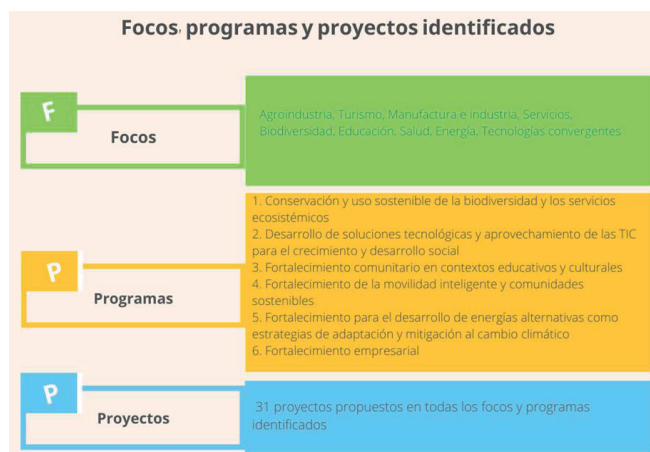 Focos, programas y proyectos identificados
F
Focos
Agroindustria, Turismo, Manufactura e industria, Servicios,
Biodiversidad, Educación, Salud, Energía, Tecnologías convergentes
P
Programas
1. Conservación y uso sostenible de la biodiversidad y los servicios
ecosistémicos
2. Desarrollo de soluciones tecnológicas y aprovechamiento de las TIC
para el crecimiento y desarrollo social
3. Fortalecimiento comunitario en contextos educativos y culturales
4. Fortalecimiento de la movilidad inteligente y comunidades
sostenibles
5. Fortalecimiento para el desarrollo de energías alternativas como
estrategias de adaptación y mitigación al cambio climático
6. Fortalecimiento empresarial
P
Proyectos
31 proyectos propuestos en todas los focos y programas
identificados